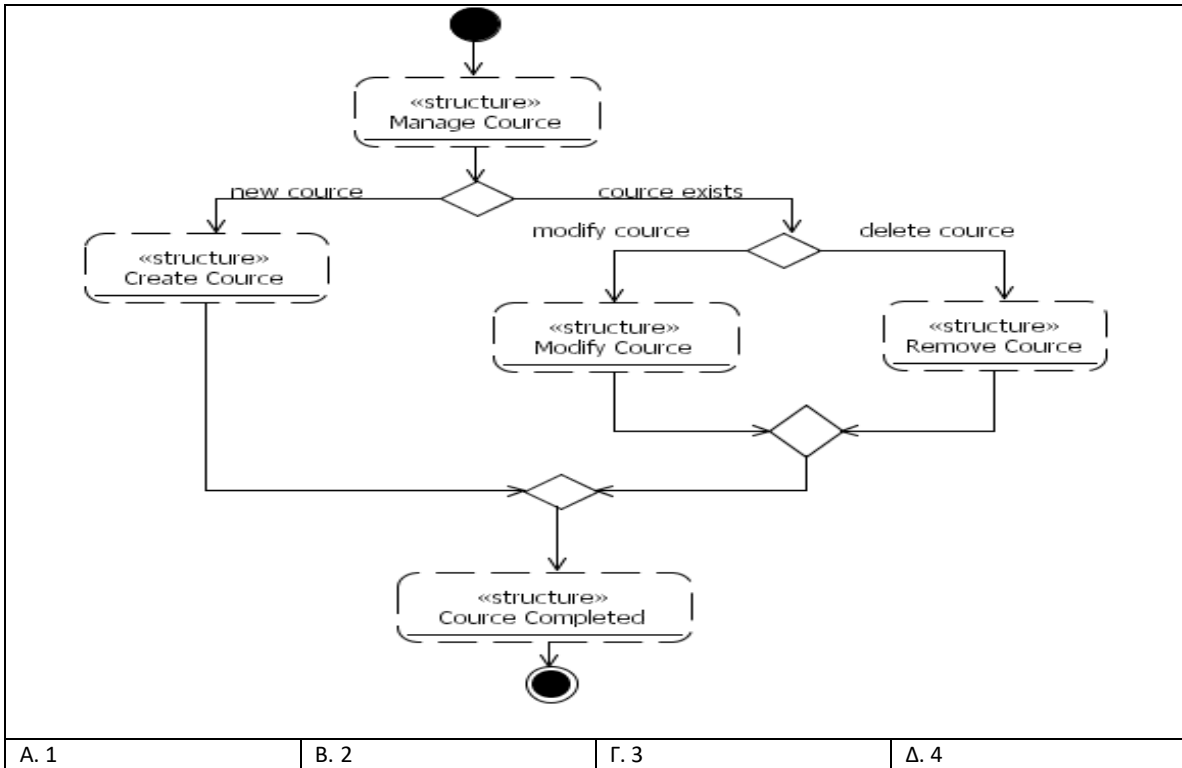 «structure»
Manage Cource
new cource
cource exists
modify cource
delete cource
«structure»
Create Cource
«structure»
Modify Cource
«structure»
Remove Cource
«structure»
Cource Completed
Α. 1
Β. 2
Γ. 3
Δ. 4